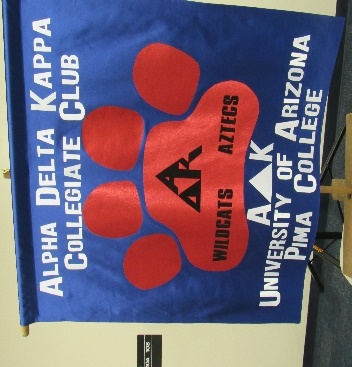 ALPHA DELTA KAPPA
COLLEGIATE CLUB
ΑΔΚ
WILDCATS AZTECS
ΑΔΚ
UNIVERSITY OF ARIZONA
PIMA COLLEGE